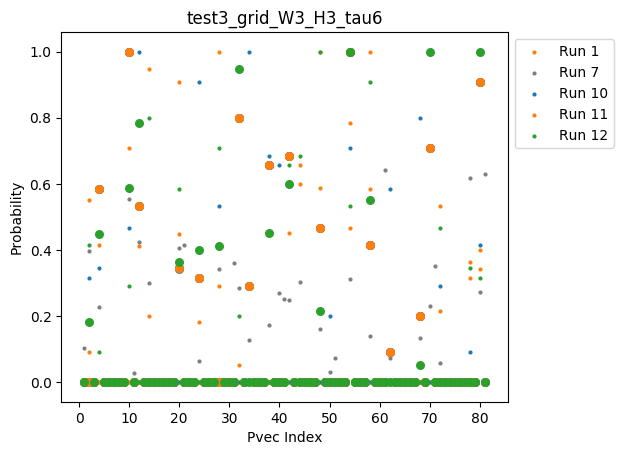 test3_grid_W3_H3_tau6
1.0
0.8
0.6
0.4
0.2
0.0
Probability
0 10 20 30 40 50 60 70 80
Pvec Index
Run 1
Run 7
Run 10
Run 11
Run 12